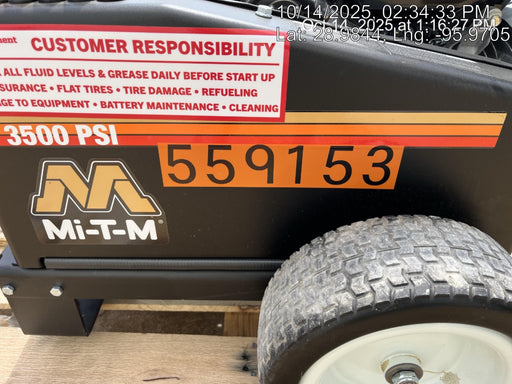 10/14/2025 02:34:33 PM
Oct 14, 2025 at 1:16:27 PM
Lat: 28.9814, Lng: -95.9705
CUSTOMER RESPONSIBILITY
ALL FLUID LEVELS & GREASE DAILY BEFORE START UP
SURANCE • FLAT TIRES • TIRE DAMAGE • REFUELING
GE TO EQUIPMENT • BATTERY MAINTENANCE • CLEANING
3500 PSI
559153
M
Mi-T-M